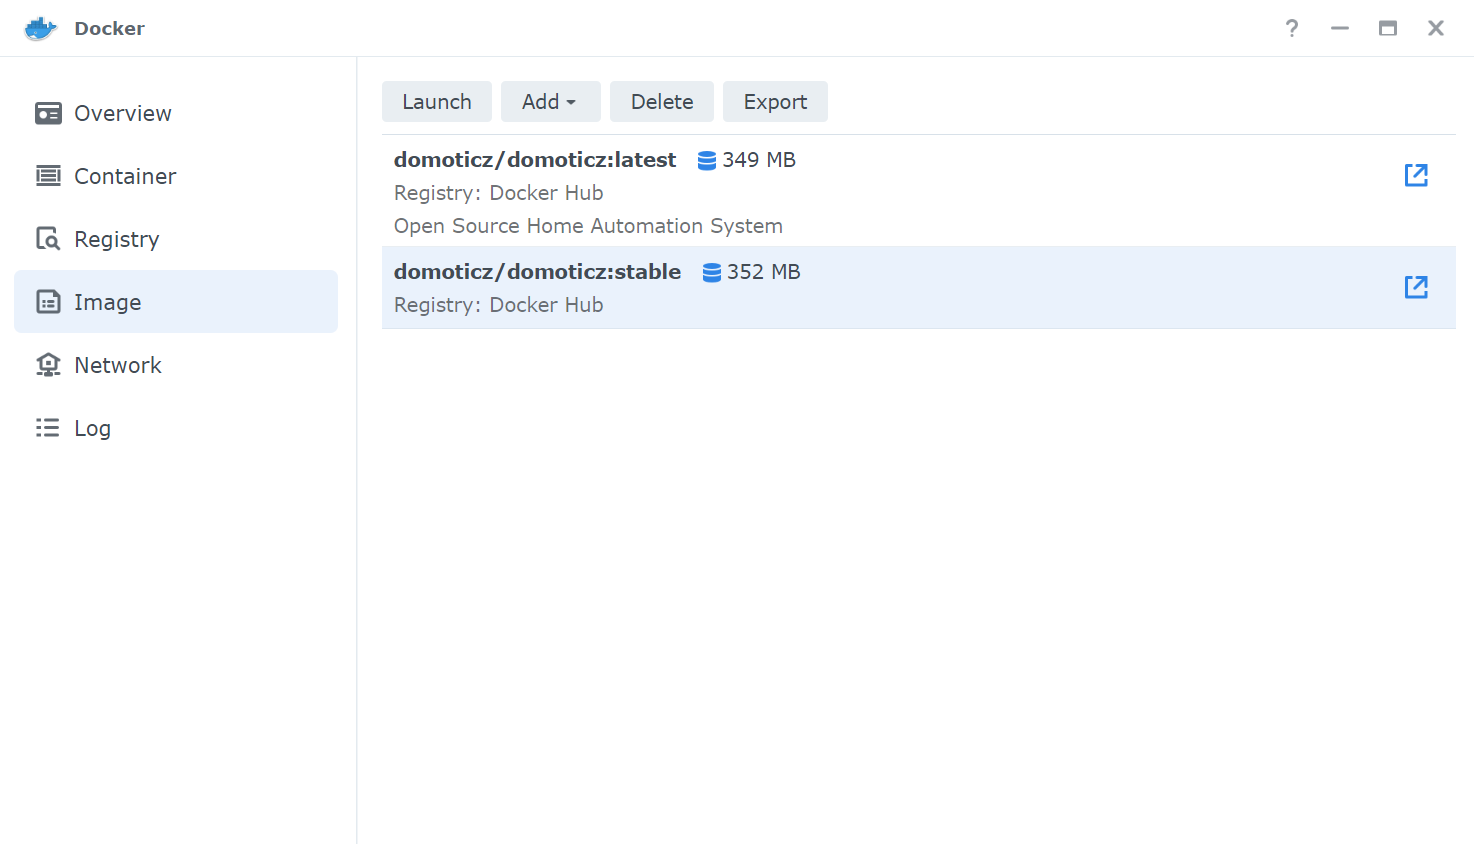 Docker
?
Overview
Container
Registry
Image
Network
Log
Launch Add Delete Export
domoticz/domoticz:latest 349 MB
Registry: Docker Hub
Open Source Home Automation System
domoticz/domoticz:stable 352 MB
Registry: Docker Hub